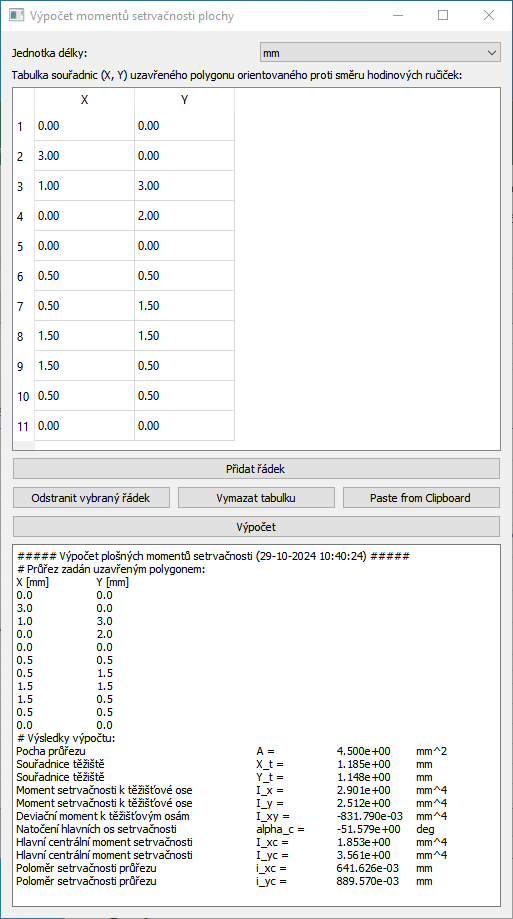 Výpočet momentů setrvačnosti plochy
Jednotka délky: mm
Tabulka souřadnic (X, Y) uzavřeného polygonu orientovaného proti směru hodinových ručiček:
X Y
1 0.00 0.00
2 3.00 0.00
3 1.00 3.00
4 0.00 2.00
5 0.00 0.00
6 0.50 0.50
7 0.50 1.50
8 1.50 1.50
9 1.50 0.50
10 0.50 0.50
11 0.00 0.00
Přidat řádek
Odstranit vybraný řádek Vymazat tabulku Paste from Clipboard
Výpočet
##### Výpočet plošných momentů setrvačnosti (29-10-2024 10:40:24) #####
# Průřez zadán uzavřeným polygonem:
X [mm] Y [mm]
0.0 0.0
3.0 0.0
1.0 3.0
0.0 2.0
0.0 0.0
0.5 0.5
0.5 1.5
1.5 1.5
1.5 0.5
0.5 0.5
0.0 0.0
# Výsledky výpočtu:
Pocha průřezu A = 4.500e+00 mm^2
Souřadnice těžiště X_t = 1.185e+00 mm
Souřadnice těžiště Y_t = 1.148e+00 mm
Moment setrvačnosti k těžišťové ose I_x = 2.901e+00 mm^4
Moment setrvačnosti k těžišťové ose I_y = 2.512e+00 mm^4
Deviační moment k těžišťovým osám I_xy = -831.790e-03 mm^4
Natočení hlavních os setrvačnosti alpha_c = -51.579e+00 deg
Hlavní centrální moment setrvačnosti I_xc = 1.853e+00 mm^4
Hlavní centrální moment setrvačnosti I_yc = 3.561e+00 mm^4
Poloměr setrvačnosti průřezu i_xc = 641.626e-03 mm
Poloměr setrvačnosti průřezu i_yc = 889.570e-03 mm